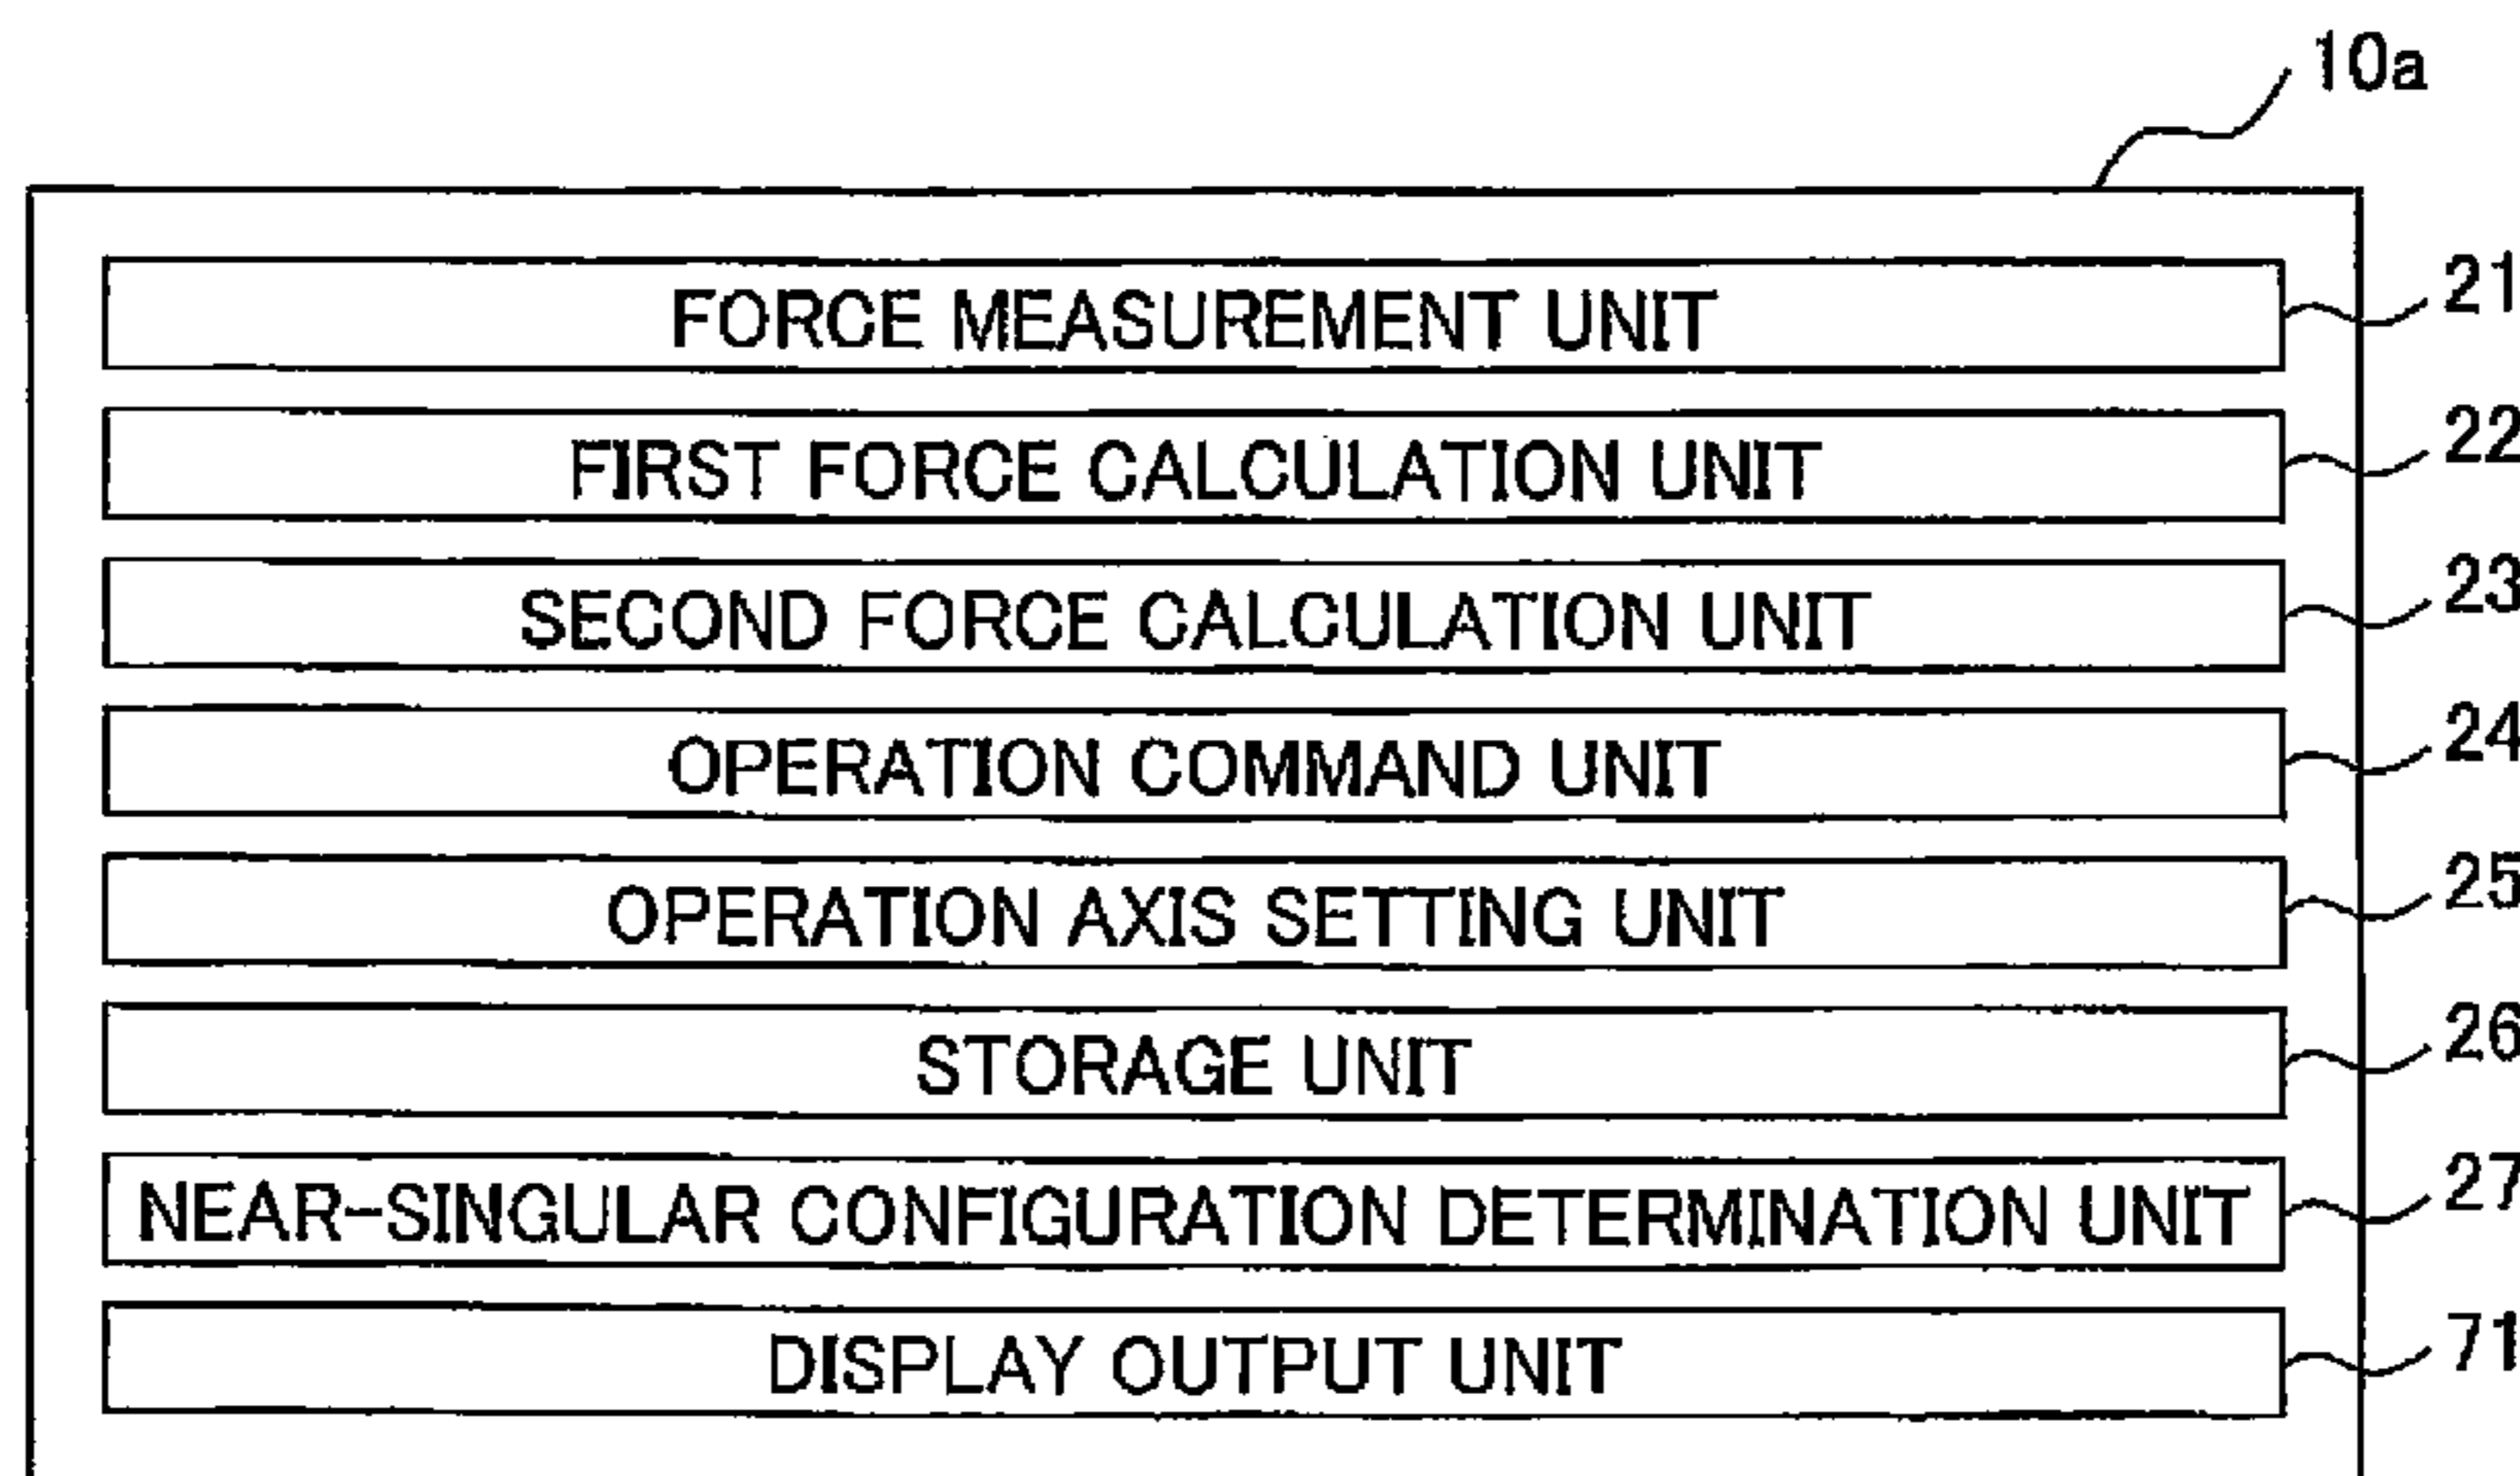 10a
FORCE MEASUREMENT UNIT 21
FIRST FORCE CALCULATION UNIT 22
SECOND FORCE CALCULATION UNIT 23
OPERATION COMMAND UNIT 24
OPERATION AXIS SETTING UNIT 25
STORAGE UNIT 26
NEAR-SINGULAR CONFIGURATION DETERMINATION UNIT 27
DISPLAY OUTPUT UNIT 71